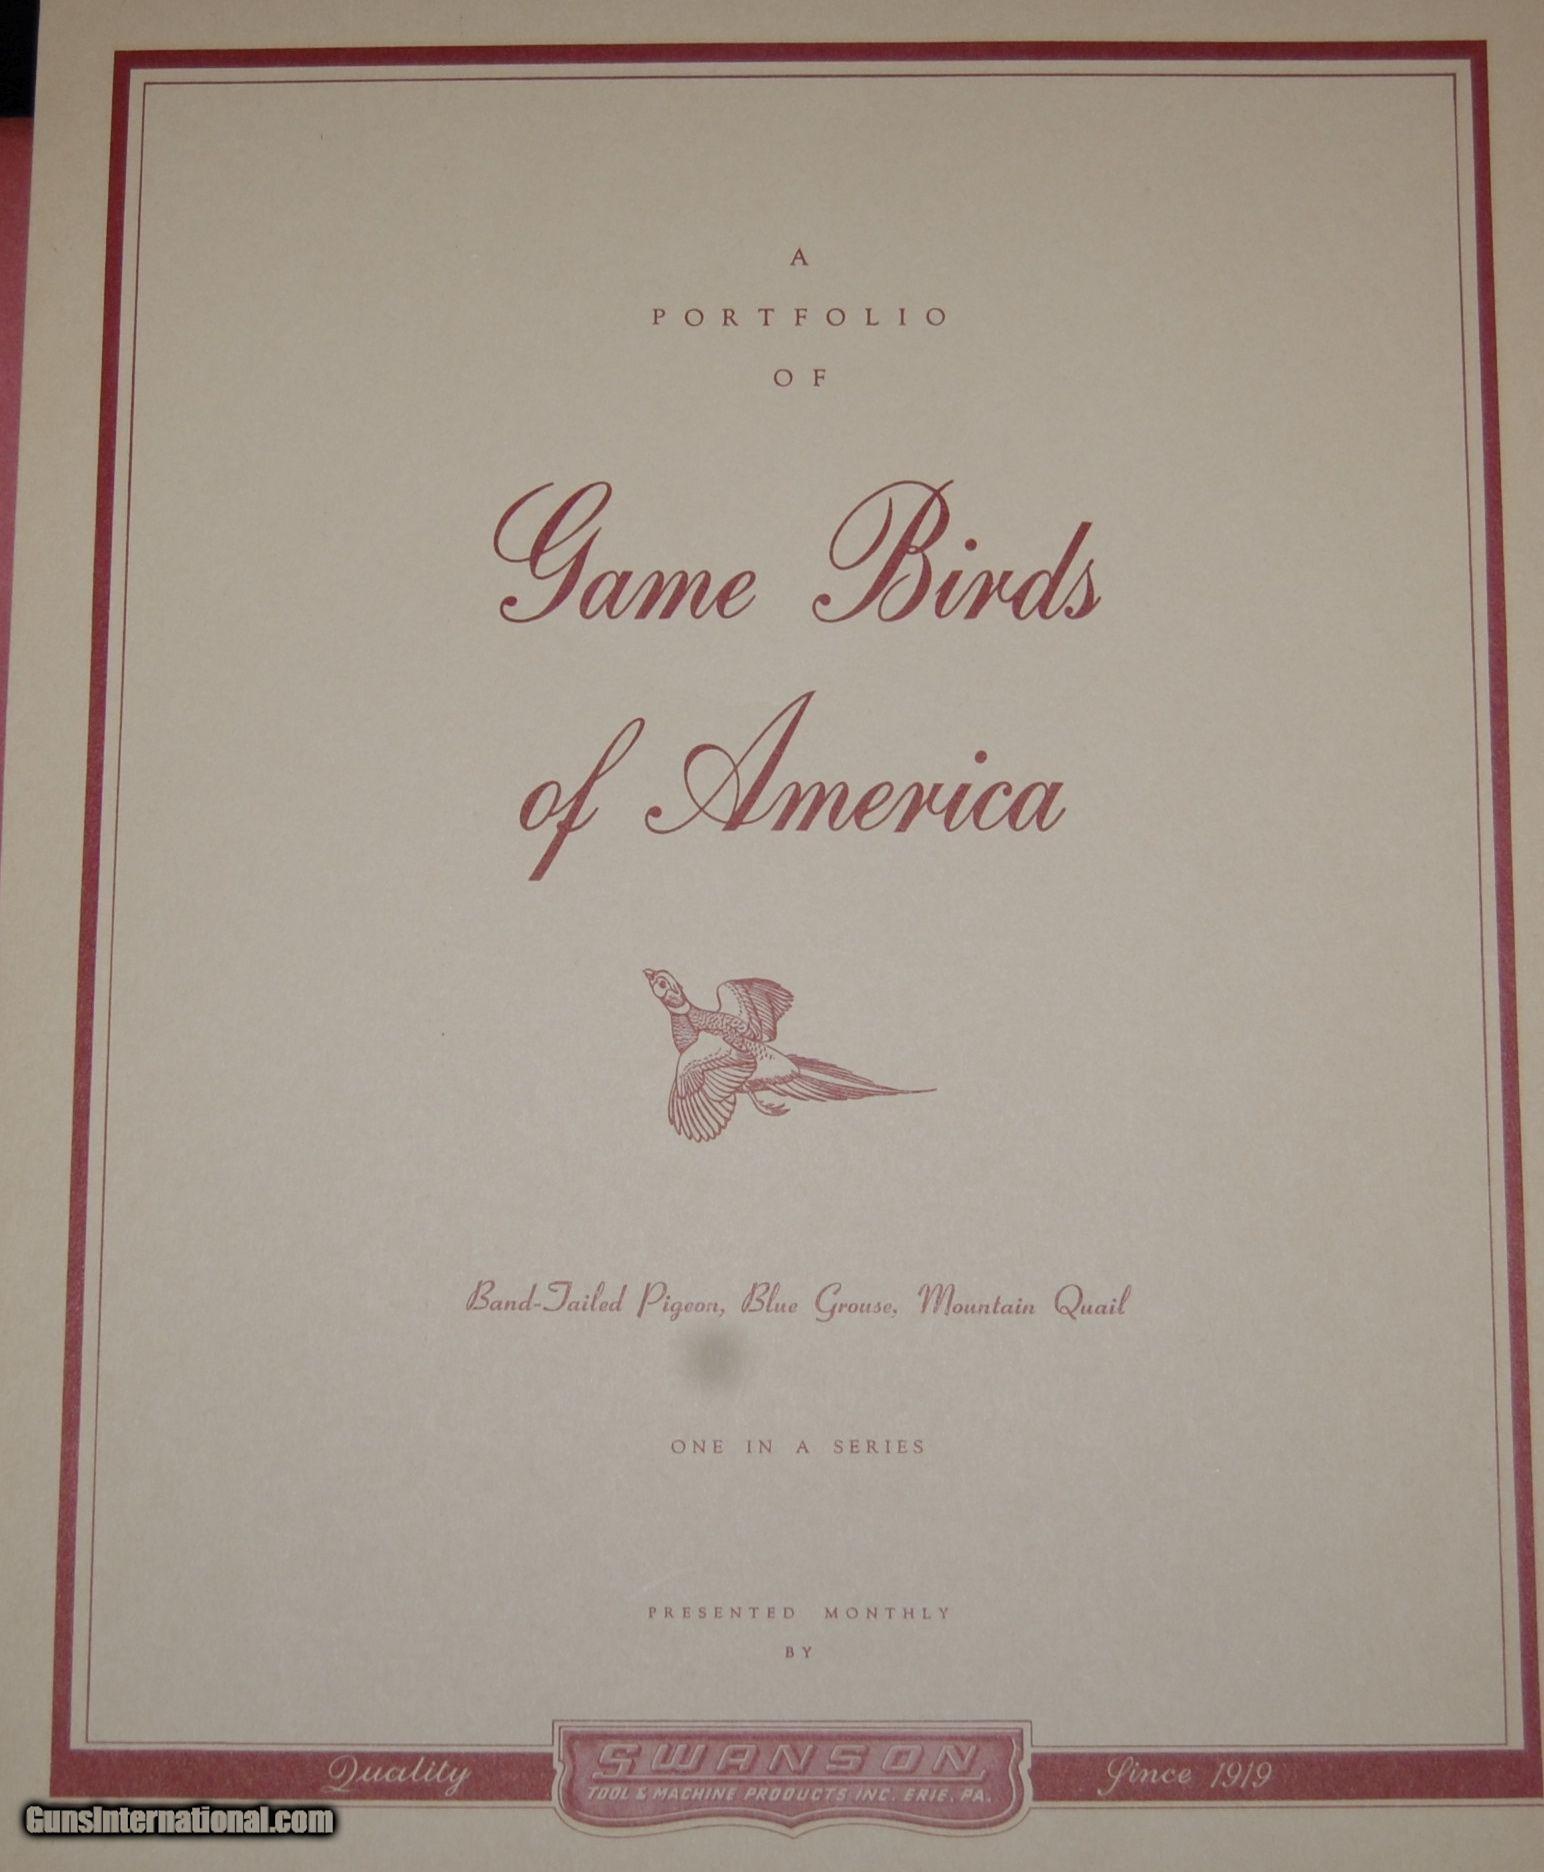 A
PORTFOLIO
OF
Game Birds
of America
Band-Tailed Pigeon, Blue Grouse, Mountain Quail
ONE IN A SERIES
PRESENTED MONTHLY
BY
Quality
SWANSON
TOOL & MACHINE PRODUCTS INC. ERIE, PA.
Since 1919
GunsInternational.com